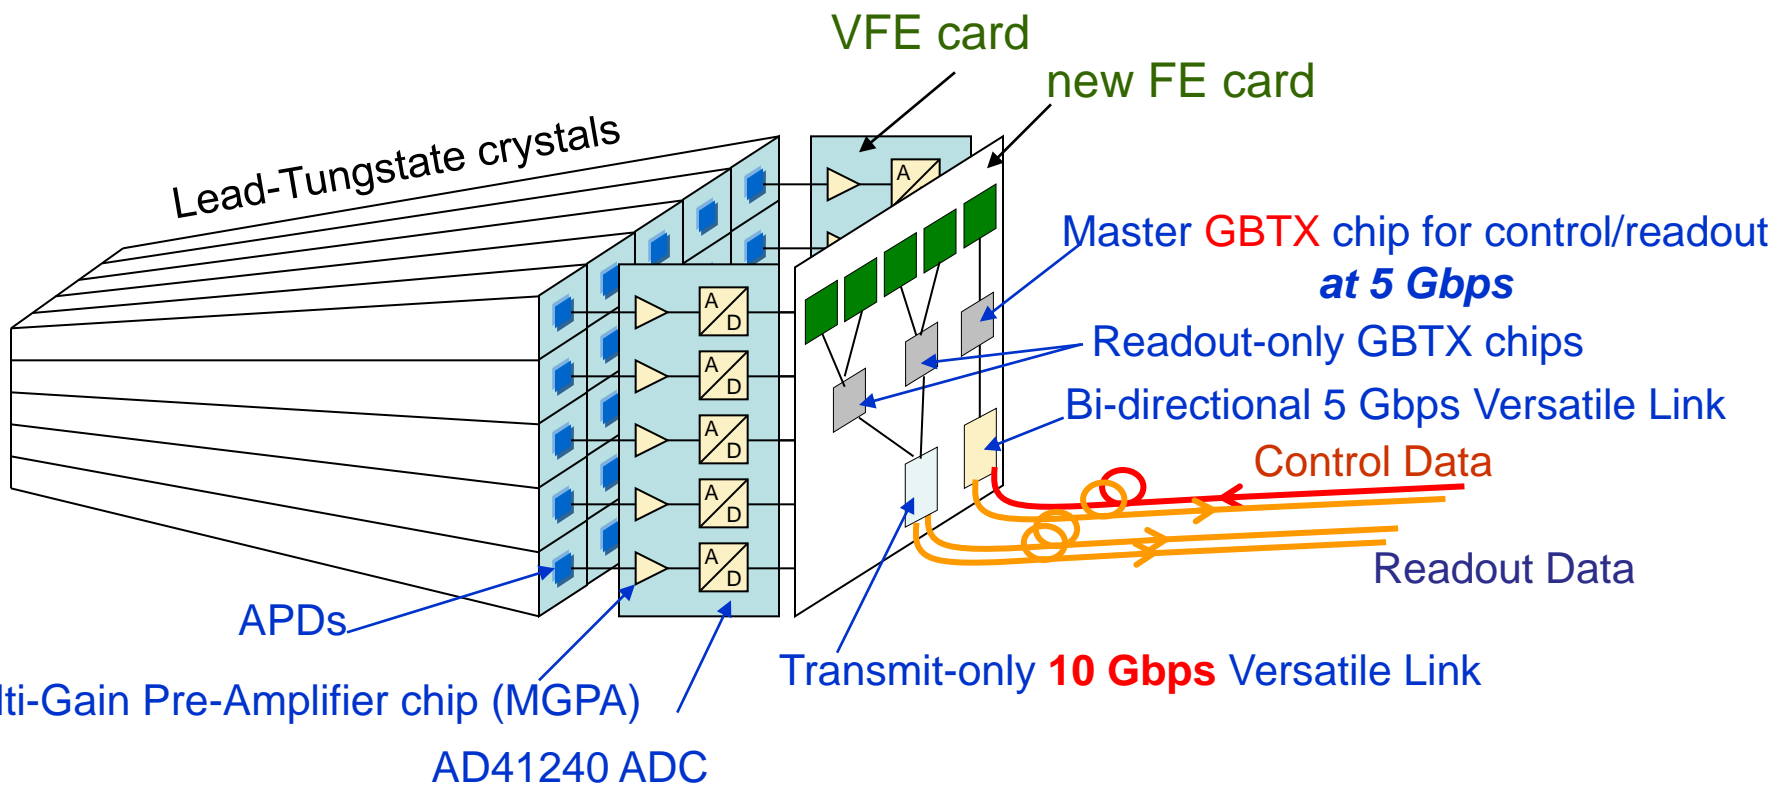 VFE card
new FE card
Lead-Tungstate crystals
A
Master GBTX chip for control/readout
at 5 Gbps
A
D
Readout-only GBTX chips
A
D
Bi-directional 5 Gbps Versatile Link
A
D
Control Data
A
D
A
D
Readout Data
APDs
Transmit-only 10 Gbps Versatile Link
lti-Gain Pre-Amplifier chip (MGPA)
AD41240 ADC